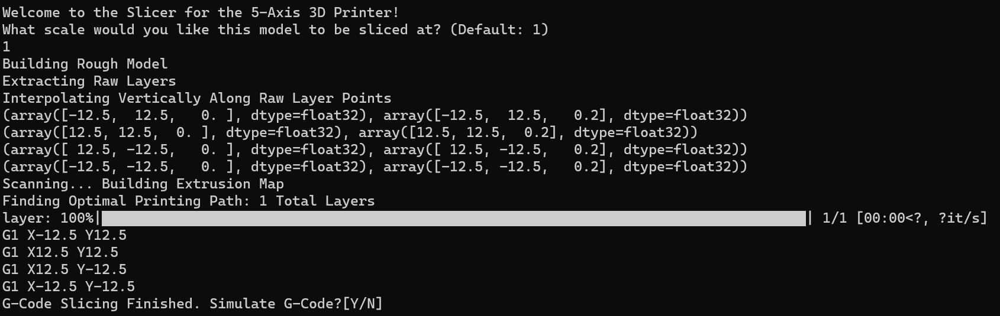 Welcome to the Slicer for the 5-Axis 3D Printer!
What scale would you like this model to be sliced at? (Default: 1)
1
Building Rough Model
Extracting Raw Layers
Interpolating Vertically Along Raw Layer Points
(array([-12.5,  12.5,   0. ], dtype=float32), array([-12.5,  12.5,   0.2], dtype=float32))
(array([12.5, 12.5,  0. ], dtype=float32), array([12.5, 12.5,  0.2], dtype=float32))
(array([ 12.5, -12.5,   0. ], dtype=float32), array([ 12.5, -12.5,   0.2], dtype=float32))
(array([-12.5, -12.5,   0. ], dtype=float32), array([-12.5, -12.5,   0.2], dtype=float32))
Scanning... Building Extrusion Map
Finding Optimal Printing Path: 1 Total Layers
layer: 100%|| 1/1 [00:00<?, ?it/s]
G1 X-12.5 Y12.5
G1 X12.5 Y12.5
G1 X12.5 Y-12.5
G1 X-12.5 Y-12.5
G-Code Slicing Finished. Simulate G-Code?[Y/N]